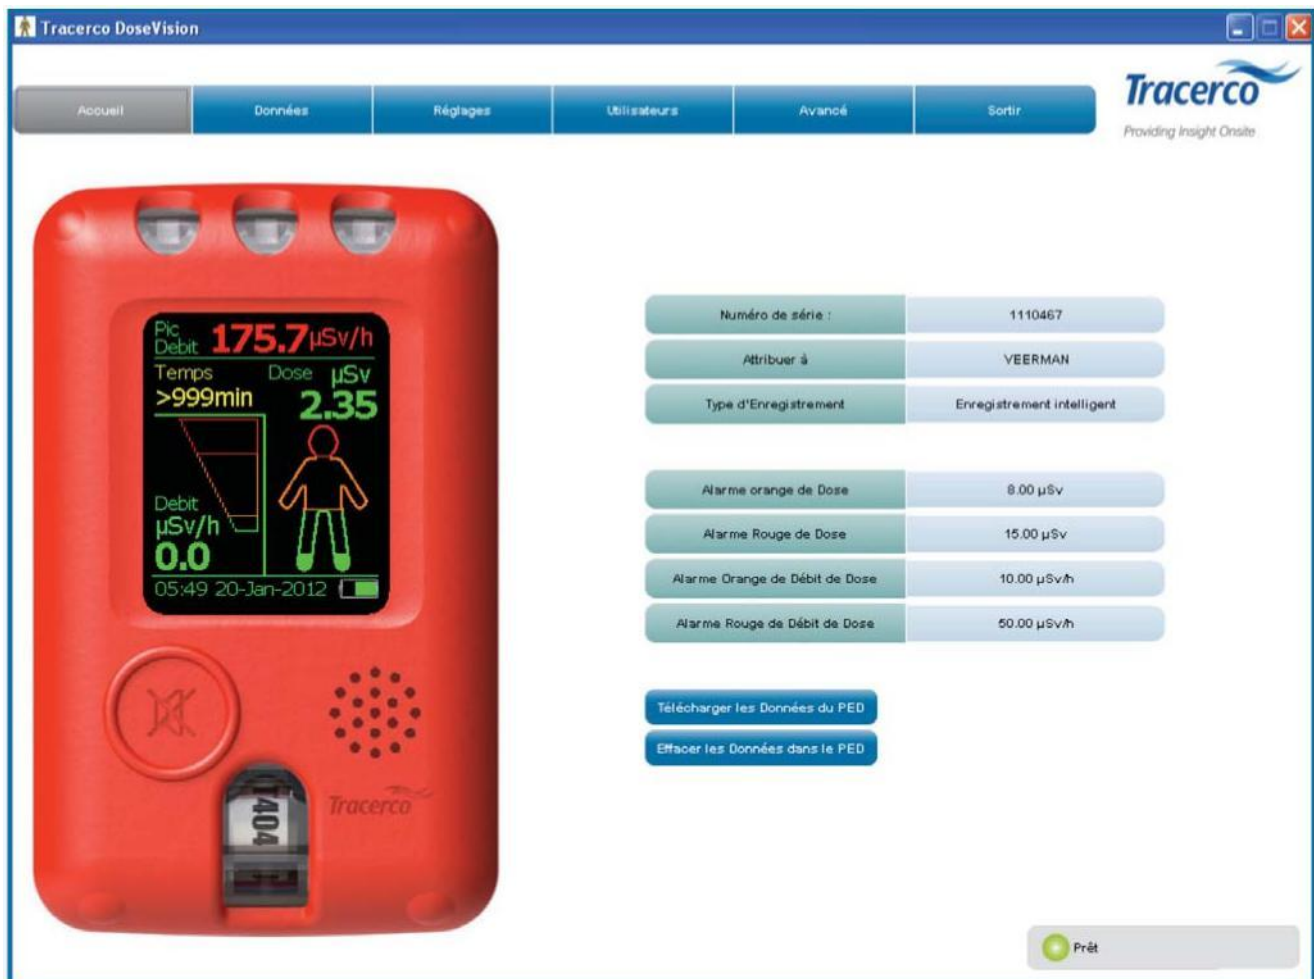 Tracerco DoseVision
Accueil Données Réglages Utilisateurs Avancé Sortir
Tracerco
Providing Insight Onsite
Pic
Debit 175.7 µSv/h
Temps Dose µSv
>999min 2.35
Debit
µSv/h
0.0
05:49 20-Jan-2012
T404
Tracerco
Numéro de série : 1110467
Attribuer à VEERMAN
Type d'Enregistrement Enregistrement intelligent
Alarme orange de Dose 8.00 µSv
Alarme Rouge de Dose 15.00 µSv
Alarme Orange de Débit de Dose 10.00 µSv/h
Alarme Rouge de Débit de Dose 50.00 µSv/h
Télécharger les Données du PED
Effacer les Données dans le PED
Prêt